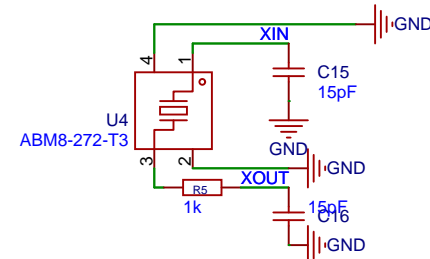 GND
XIN
4
1
C15
15pF
U4
ABM8-272-T3
GND
3
2
GND
XOUT
R5
1k
15pF
C16
GND